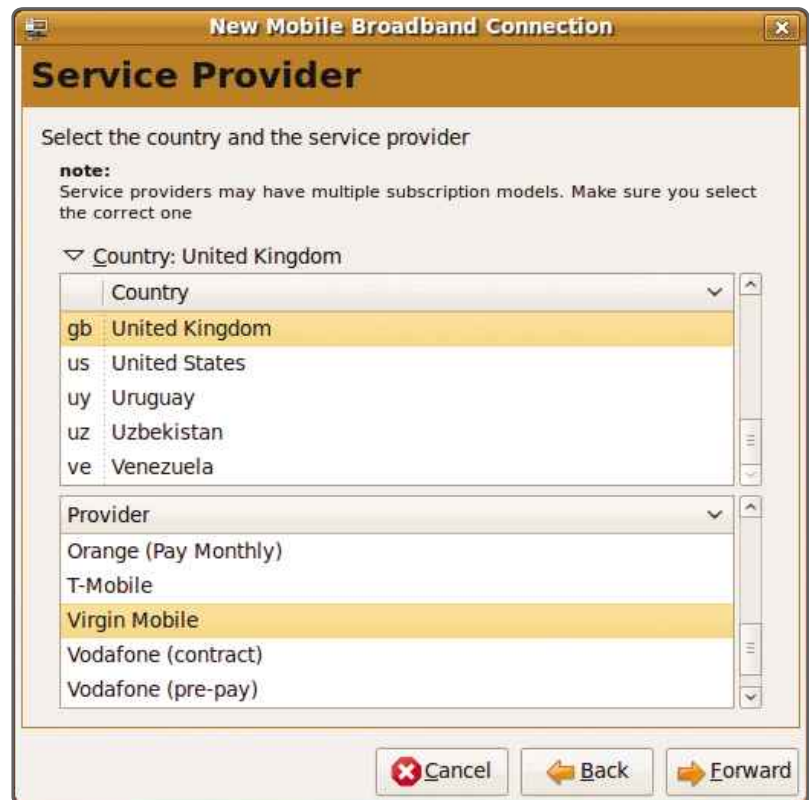 New Mobile Broadband Connection
Service Provider
Select the country and the service provider
note:
Service providers may have multiple subscription models. Make sure you select
the correct one
Country: United Kingdom
Country
gb United Kingdom
us United States
uy Uruguay
uz Uzbekistan
ve Venezuela
Provider
Orange (Pay Monthly)
T-Mobile
Virgin Mobile
Vodafone (contract)
Vodafone (pre-pay)
Cancel Back Forward